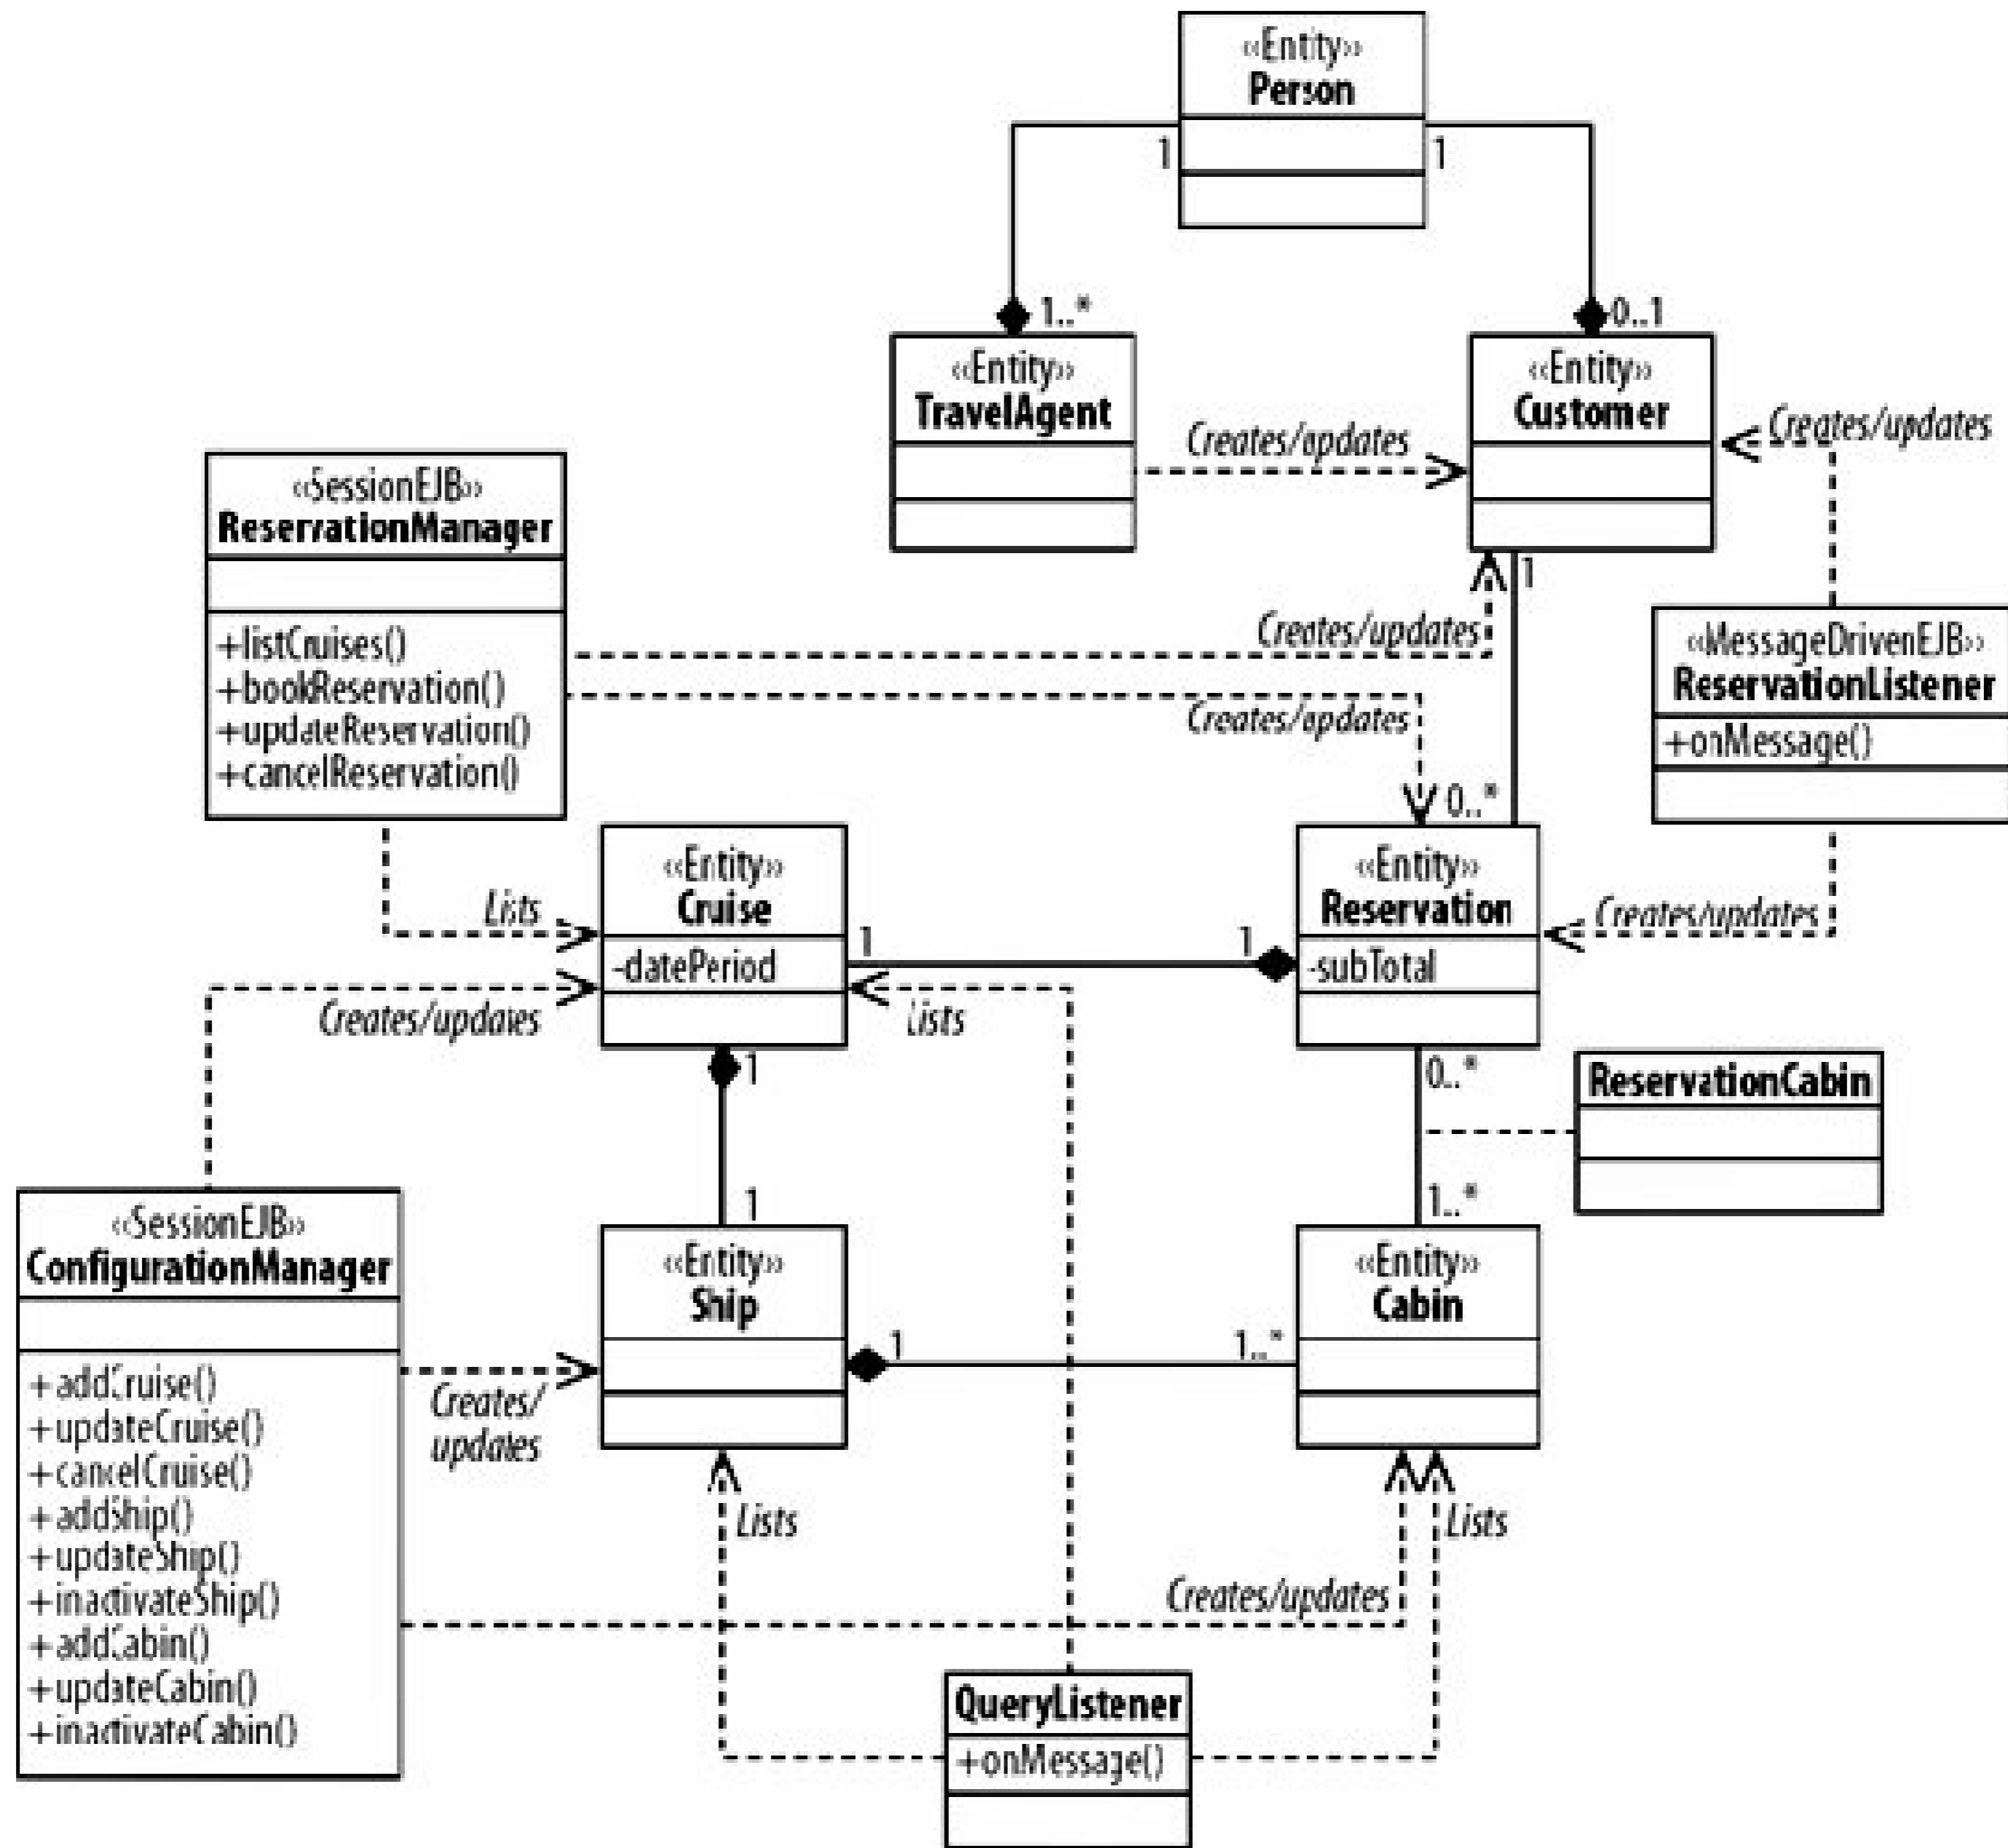 «Entity»
Person
1
1
1..*
0..1
«Entity»
TravelAgent
Creates/updates
«Entity»
Customer
Creates/updates
1
«SessionEJB»
ReservationManager
+listCruises()
+bookReservation()
+updateReservation()
+cancelReservation()
Creates/updates
Creates/updates
0..*
«MessageDrivenEJB»
ReservationListener
+onMessage()
Creates/updates
Lists
«Entity»
Cruise
-datePeriod
1
1
«Entity»
Reservation
-subTotal
Creates/updates
Lists
1
0..*
ReservationCabin
1
1..*
«SessionEJB»
ConfigurationManager
+addCruise()
+updateCruise()
+cancelCruise()
+addShip()
+updateShip()
+inactivateShip()
+addCabin()
+updateCabin()
+inactivateCabin()
«Entity»
Ship
1
1..*
«Entity»
Cabin
Creates/
updates
Lists
Lists
Creates/updates
QueryListener
+onMessage()